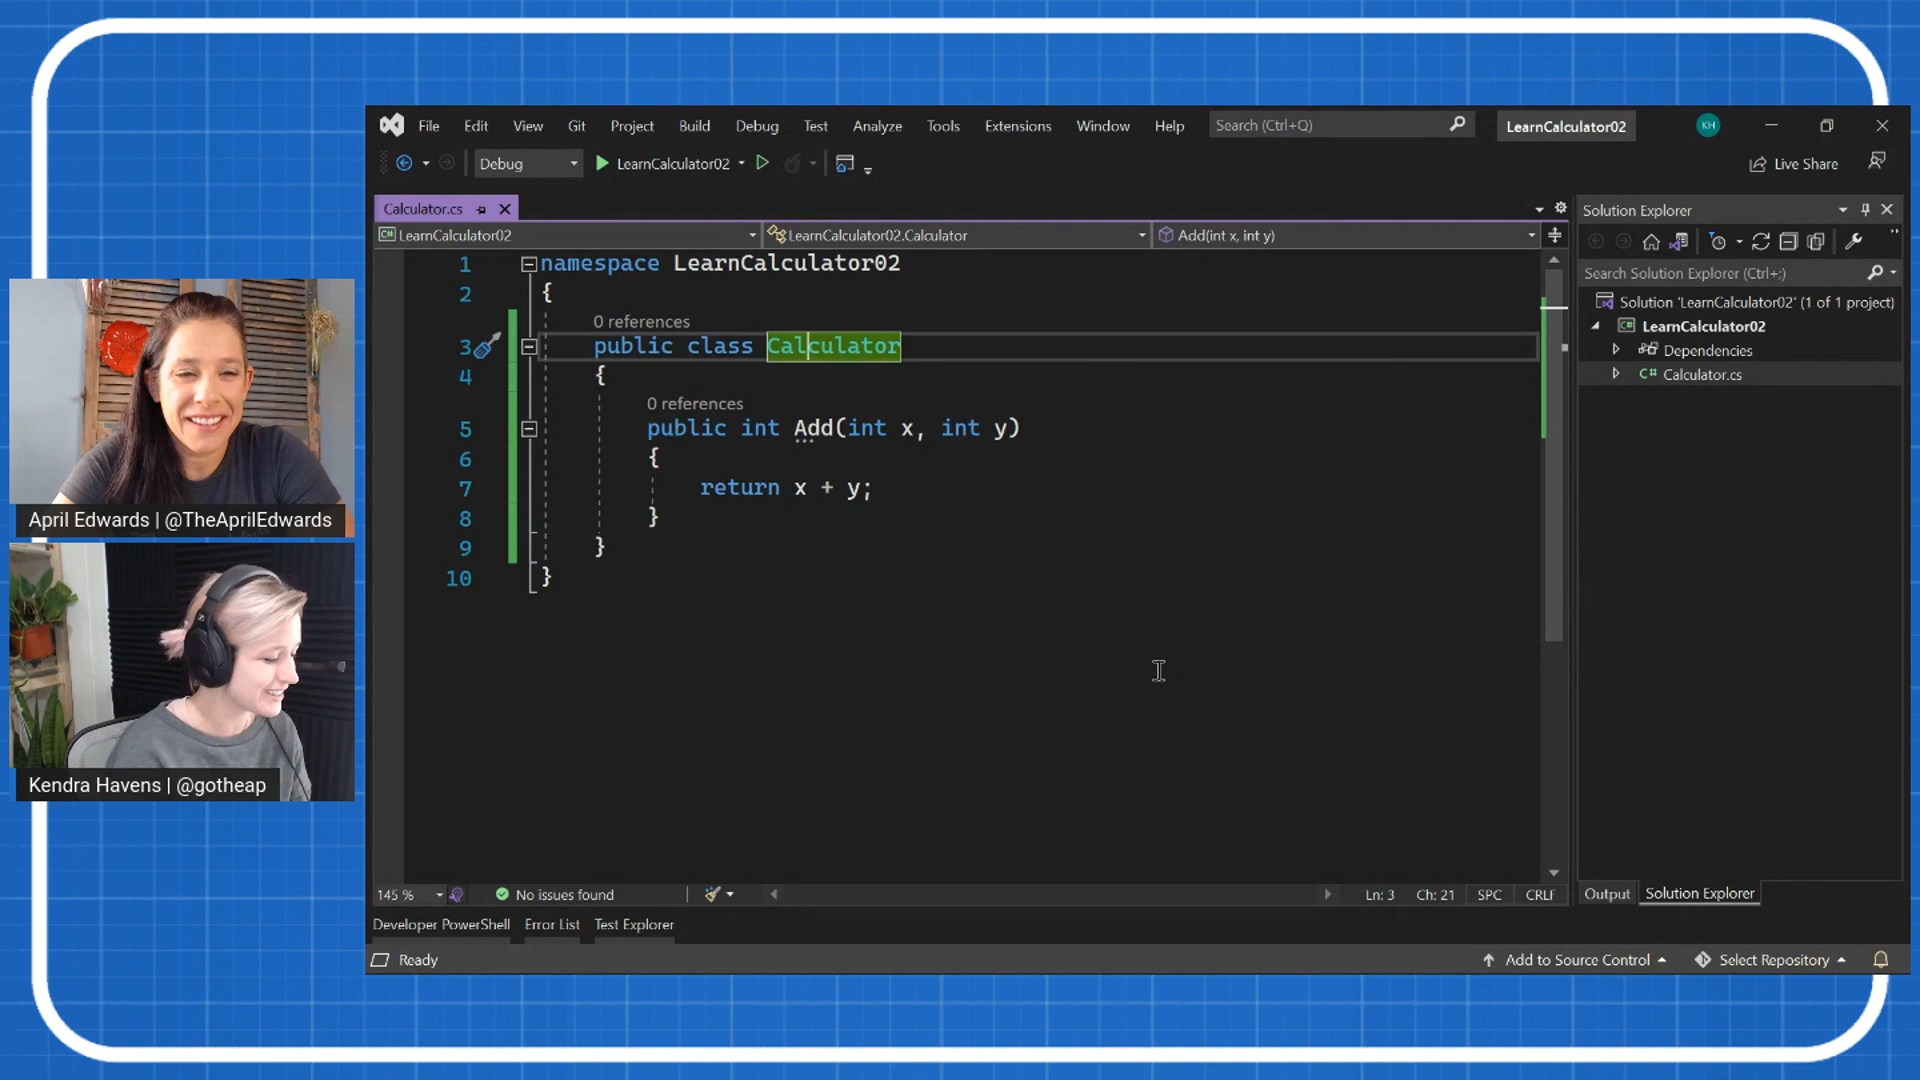 File Edit View Git Project Build Debug Test Analyze Tools Extensions Window Help Search (Ctrl+Q) LearnCalculator02 KH
Debug LearnCalculator02 Live Share
Calculator.cs
LearnCalculator02 LearnCalculator02.Calculator Add(int x, int y)
1 namespace LearnCalculator02
2 {
0 references
3 public class Calculator
4 {
0 references
5 public int Add(int x, int y)
6 {
7 return x + y;
8 }
9 }
10 }
145 % No issues found Ln: 3 Ch: 21 SPC CRLF
Solution Explorer
Search Solution Explorer (Ctrl+;)
Solution 'LearnCalculator02' (1 of 1 project)
C# LearnCalculator02
Dependencies
C# Calculator.cs
Output Solution Explorer
Developer PowerShell Error List Test Explorer
Ready Add to Source Control Select Repository
April Edwards | @TheAprilEdwards
Kendra Havens | @gotheap